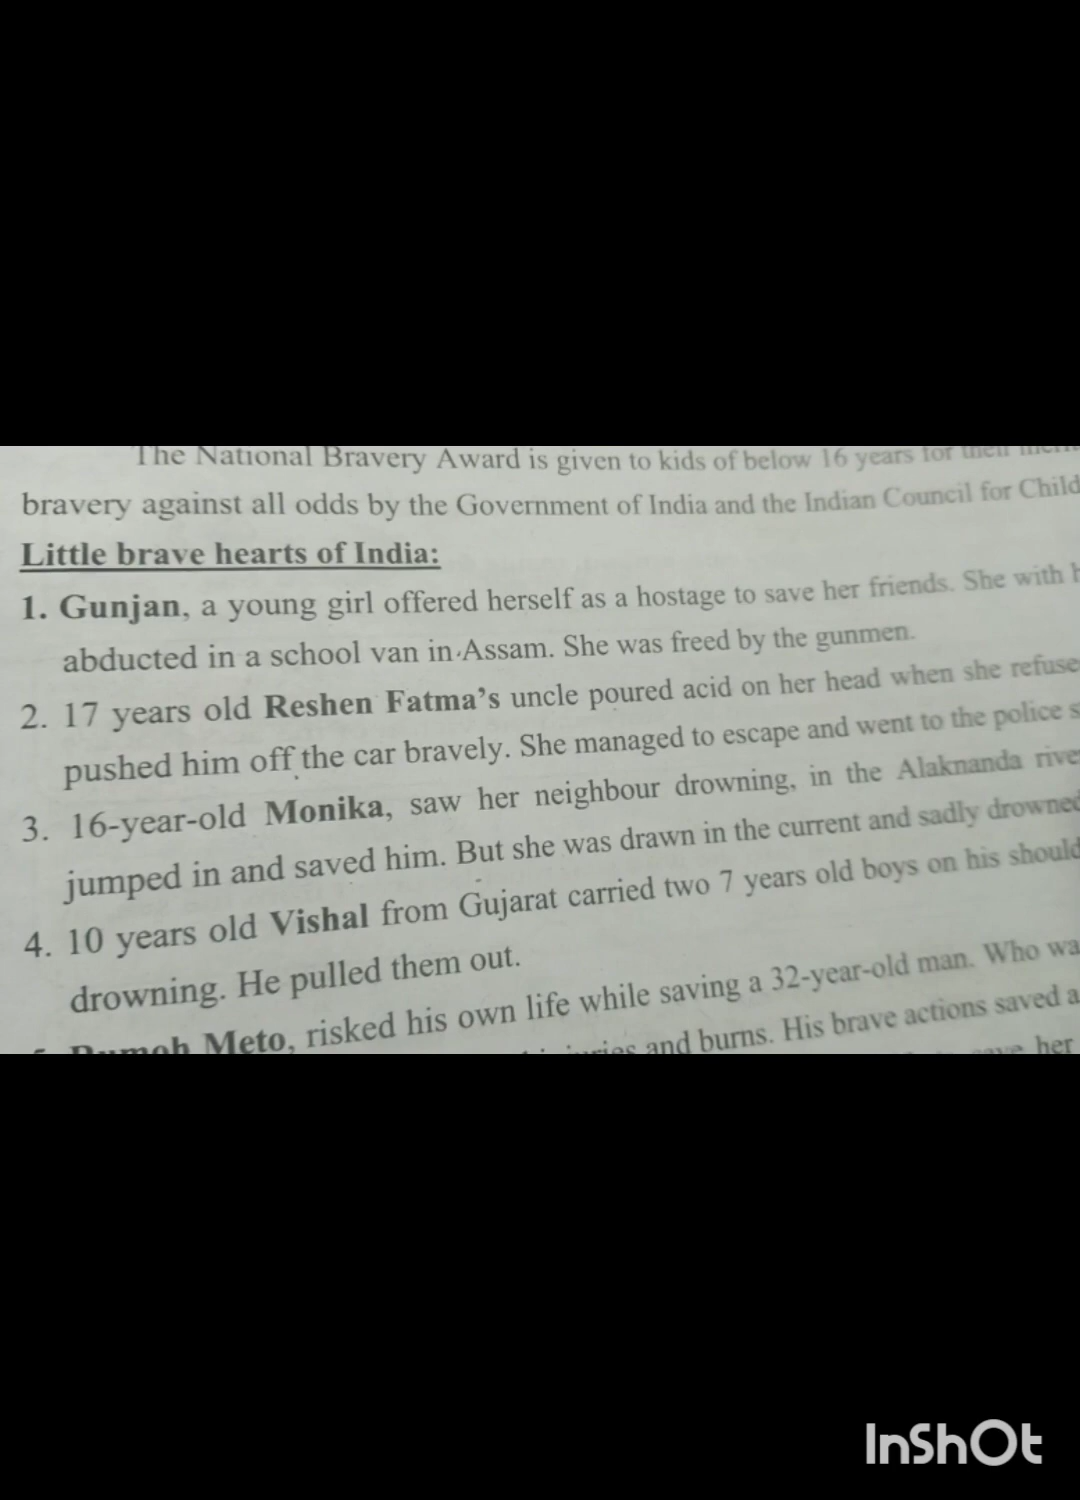 The National Bravery Award is given to kids of below 16 years for their
bravery against all odds by the Government of India and the Indian Council for Child
Little brave hearts of India:
1. Gunjan, a young girl offered herself as a hostage to save her friends. She with
abducted in a school van in Assam. She was freed by the gunmen.
2. 17 years old Reshen Fatma's uncle poured acid on her head when she refuse
pushed him off the car bravely. She managed to escape and went to the police
3. 16-year-old Monika, saw her neighbour drowning, in the Alaknanda
jumped in and saved him. But she was drawn in the current and sadly drowned
4. 10 years old Vishal from Gujarat carried two 7 years old boys on his
drowning. He pulled them out.
Meto, risked his own life while saving a 32-year-old man. Who
and burns. His brave actions saved a
her
InShOt